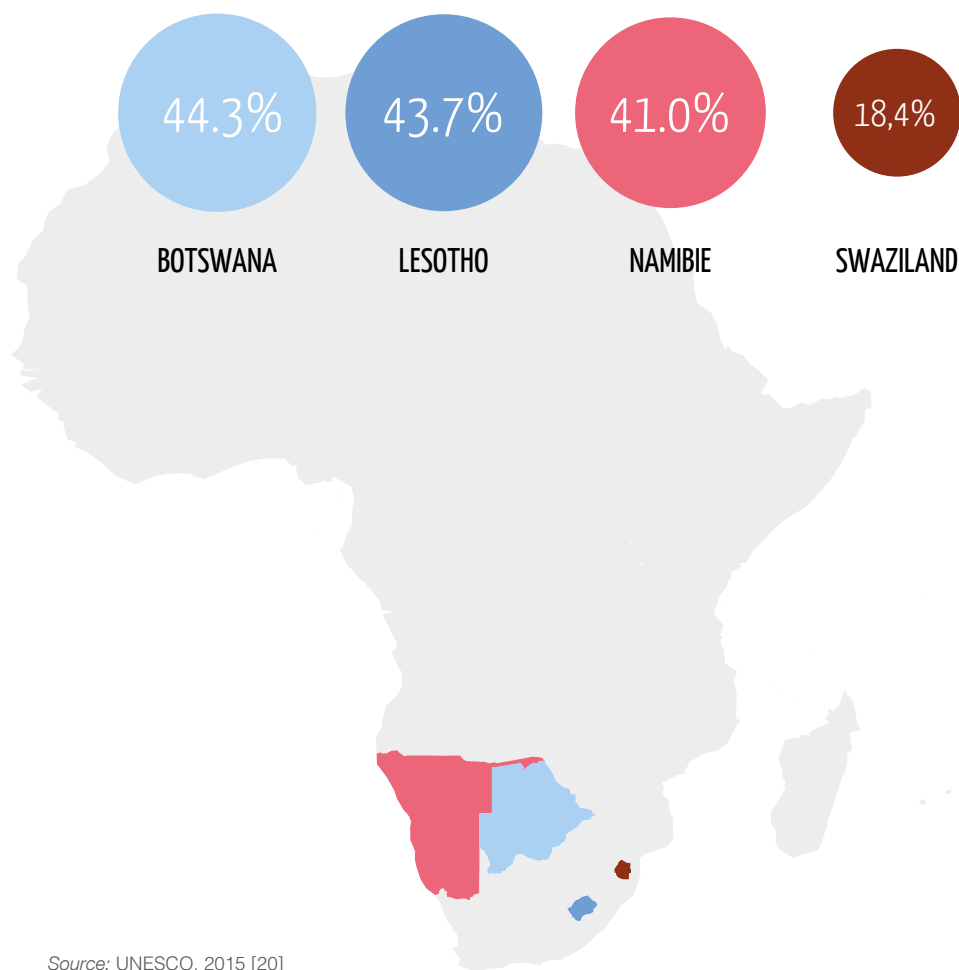 44.3% 43.7% 41.0% 18,4%
BOTSWANA LESOTHO NAMIBIE SWAZILAND
Source: UNESCO, 2015 [20]